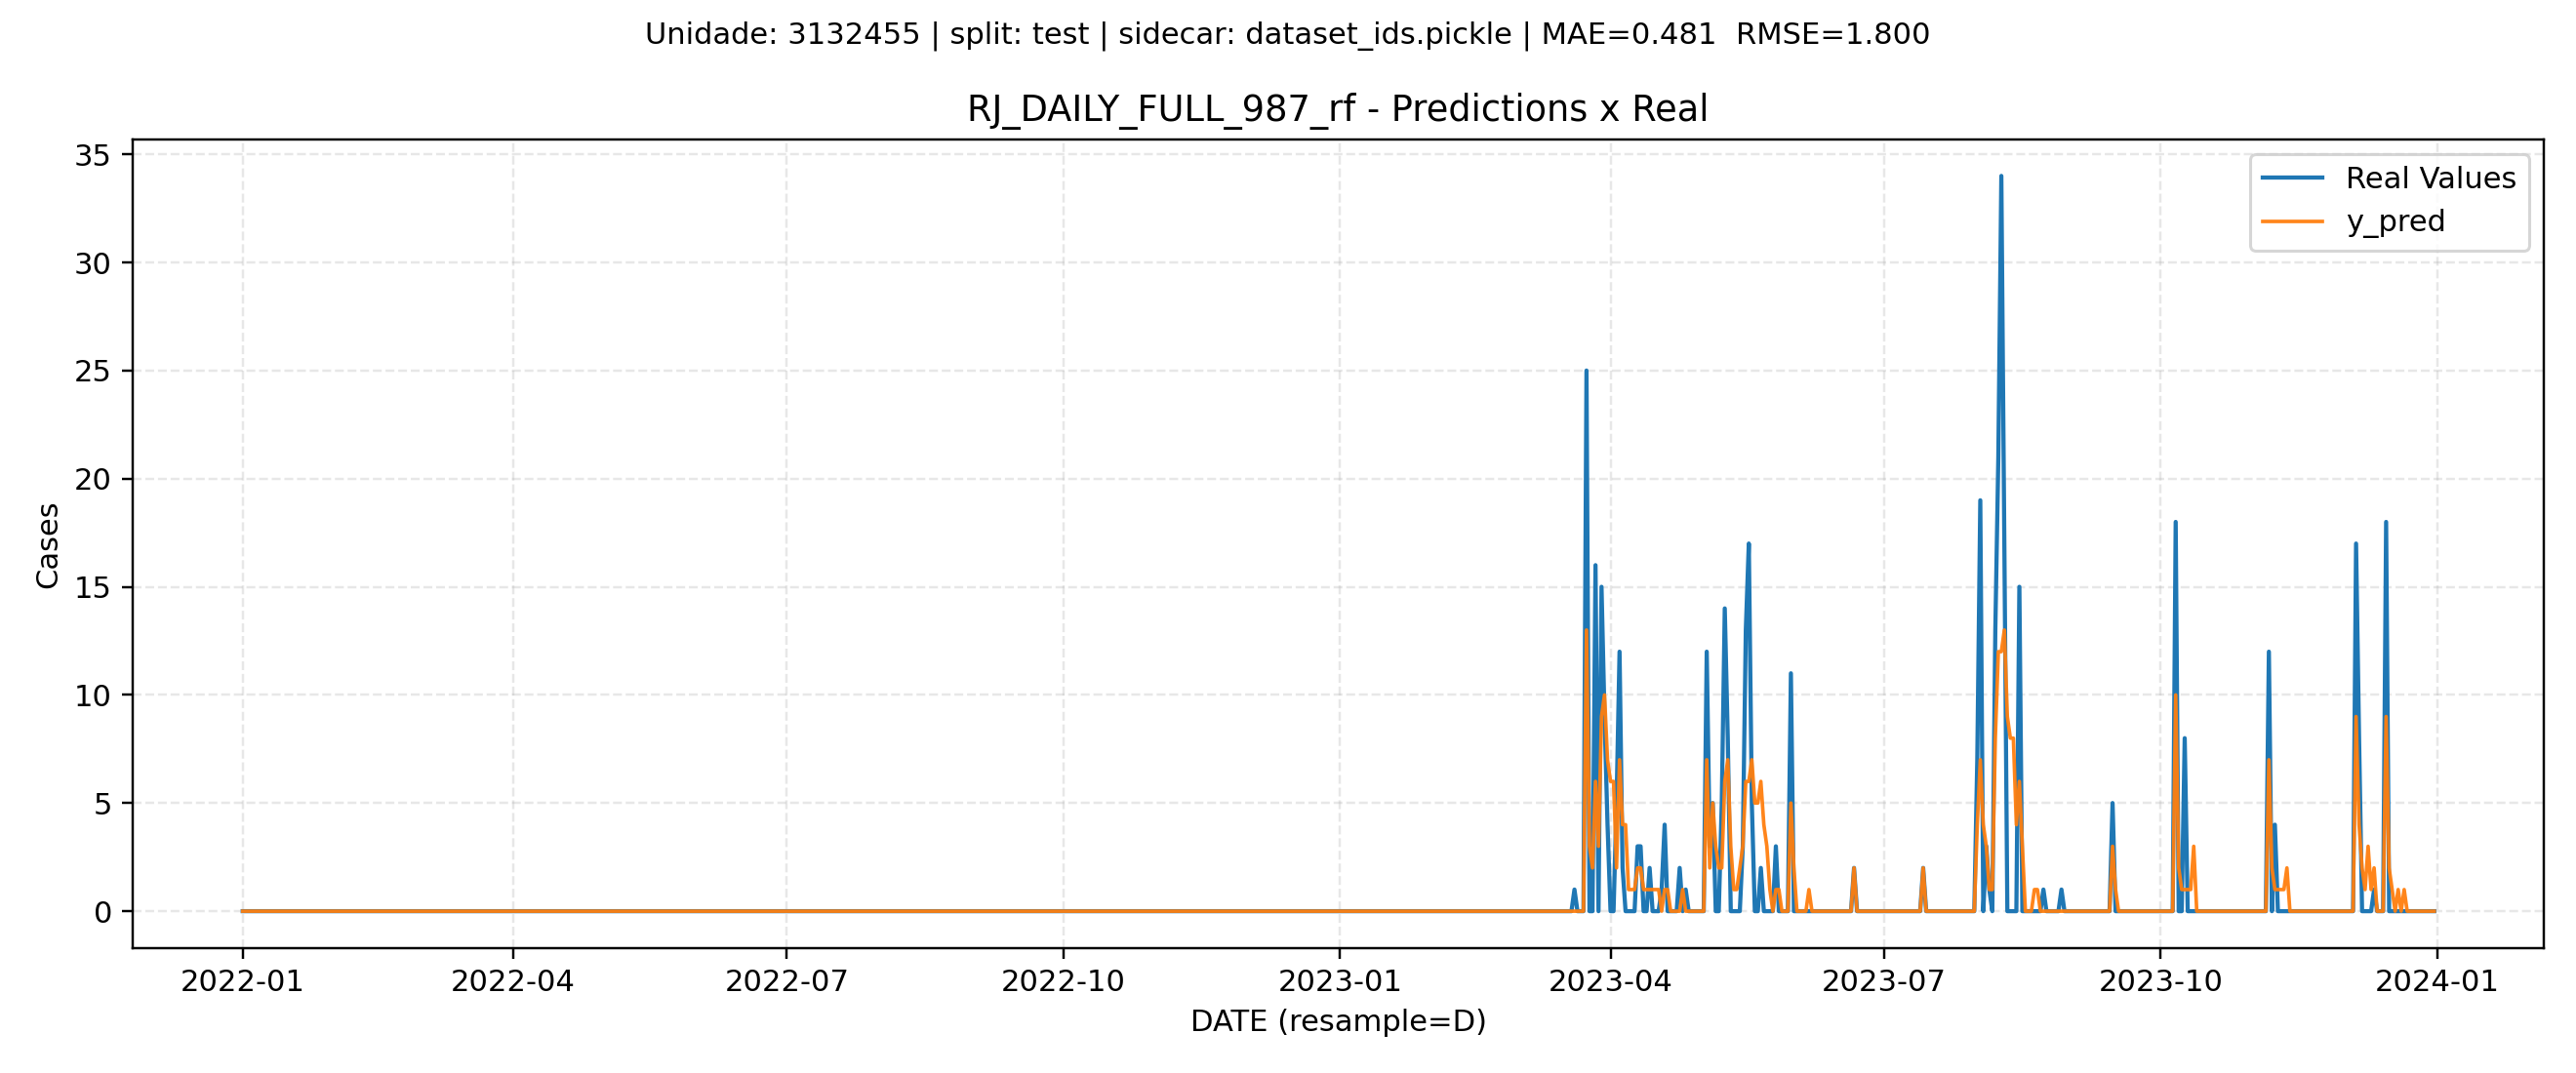 Unidade: 3132455 | split: test | sidecar: dataset_ids.pickle | MAE=0.481  RMSE=1.800
RJ_DAILY_FULL_987_rf - Predictions x Real
35
30
25
20
15
10
5
0
Cases
Real Values
y_pred
2022-01
2022-04
2022-07
2022-10
2023-01
2023-04
2023-07
2023-10
2024-01
DATE (resample=D)